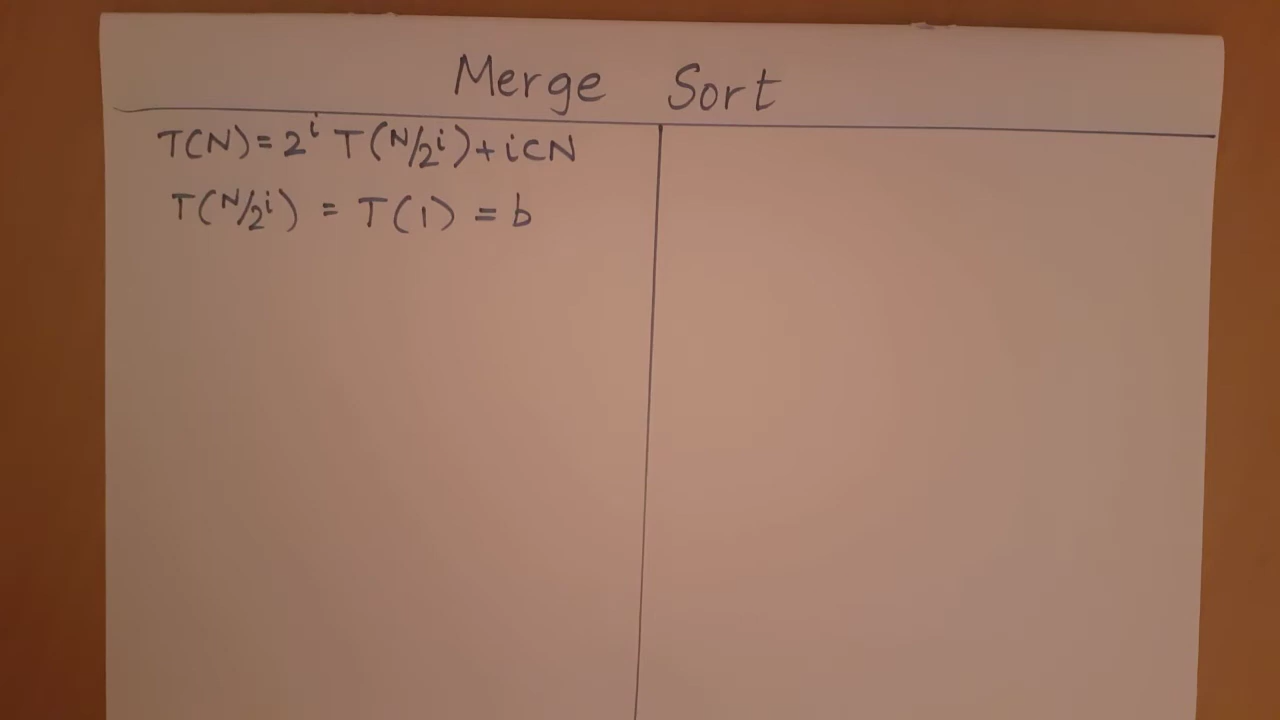 Merge Sort
T(N) = 2^i T(N/2^i) + icN
T(N/2^i) = T(1) = b